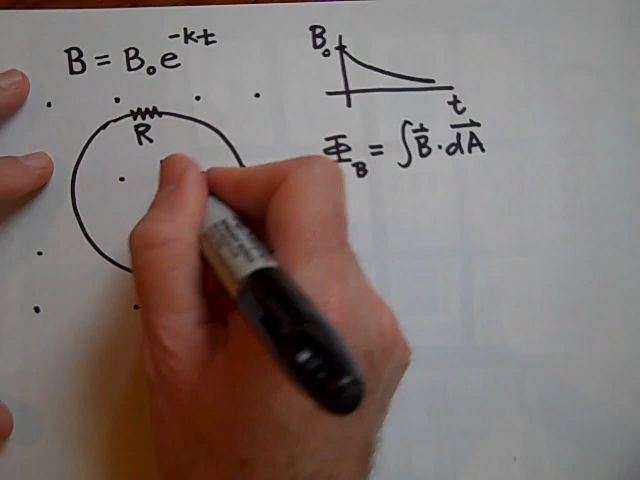 B = B₀e^{-kt}
B₀
t
R
Φ_B = ∫B⃗·dA⃗